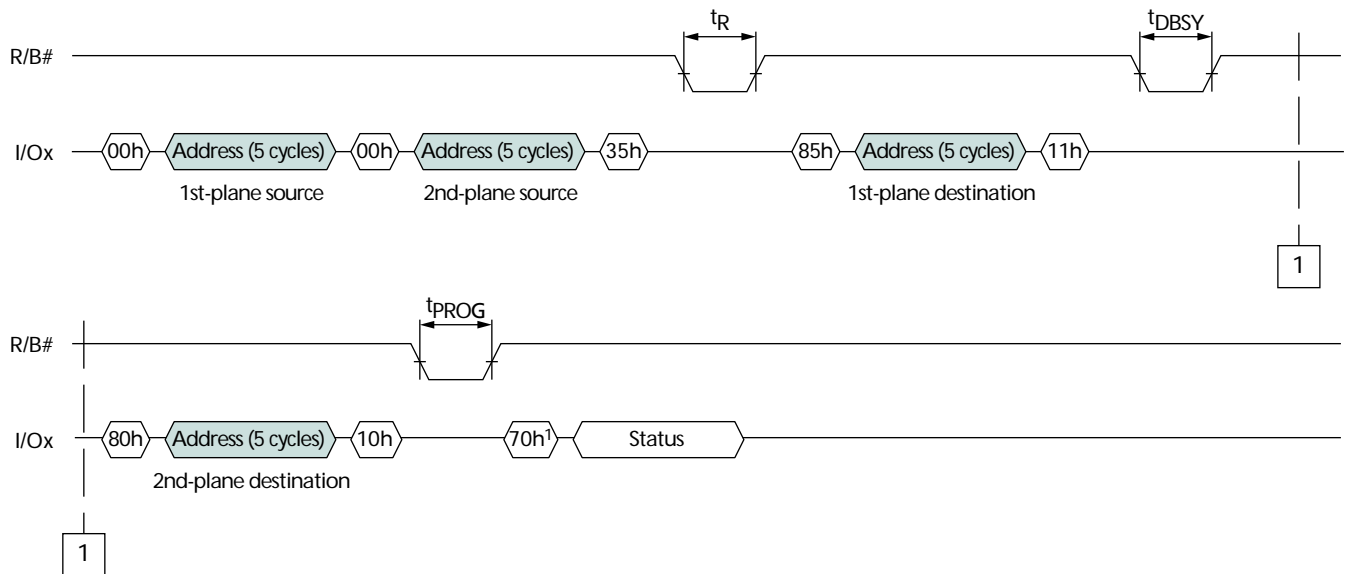 tR tDBSY
R/B#
I/Ox 00h Address (5 cycles) 00h Address (5 cycles) 35h 85h Address (5 cycles) 11h
1st-plane source 2nd-plane source 1st-plane destination
1
tPROG
R/B#
I/Ox 80h Address (5 cycles) 10h 70h1 Status
2nd-plane destination
1